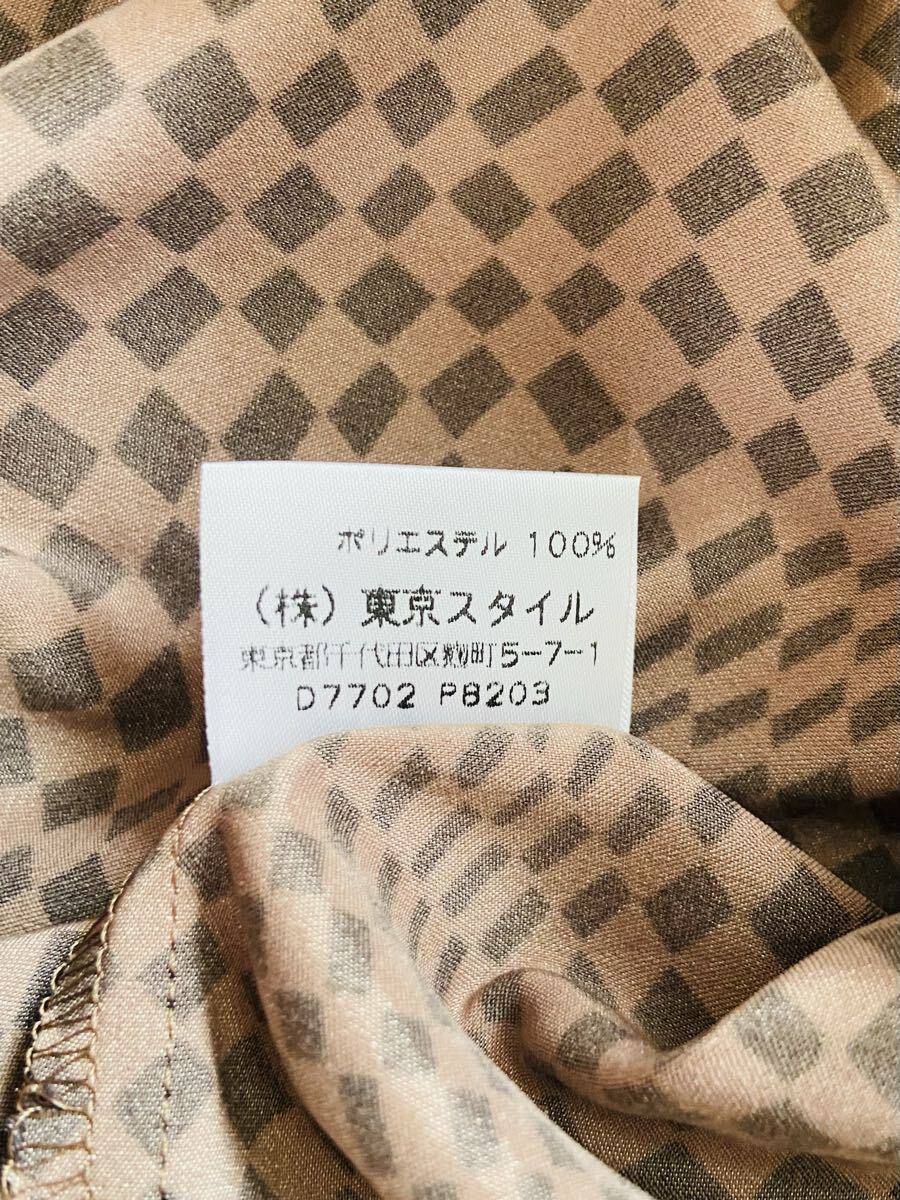 ポリエステル 100%
(株) 東京スタイル
東京都千代田区麹町5-7-1
D7702 P8203